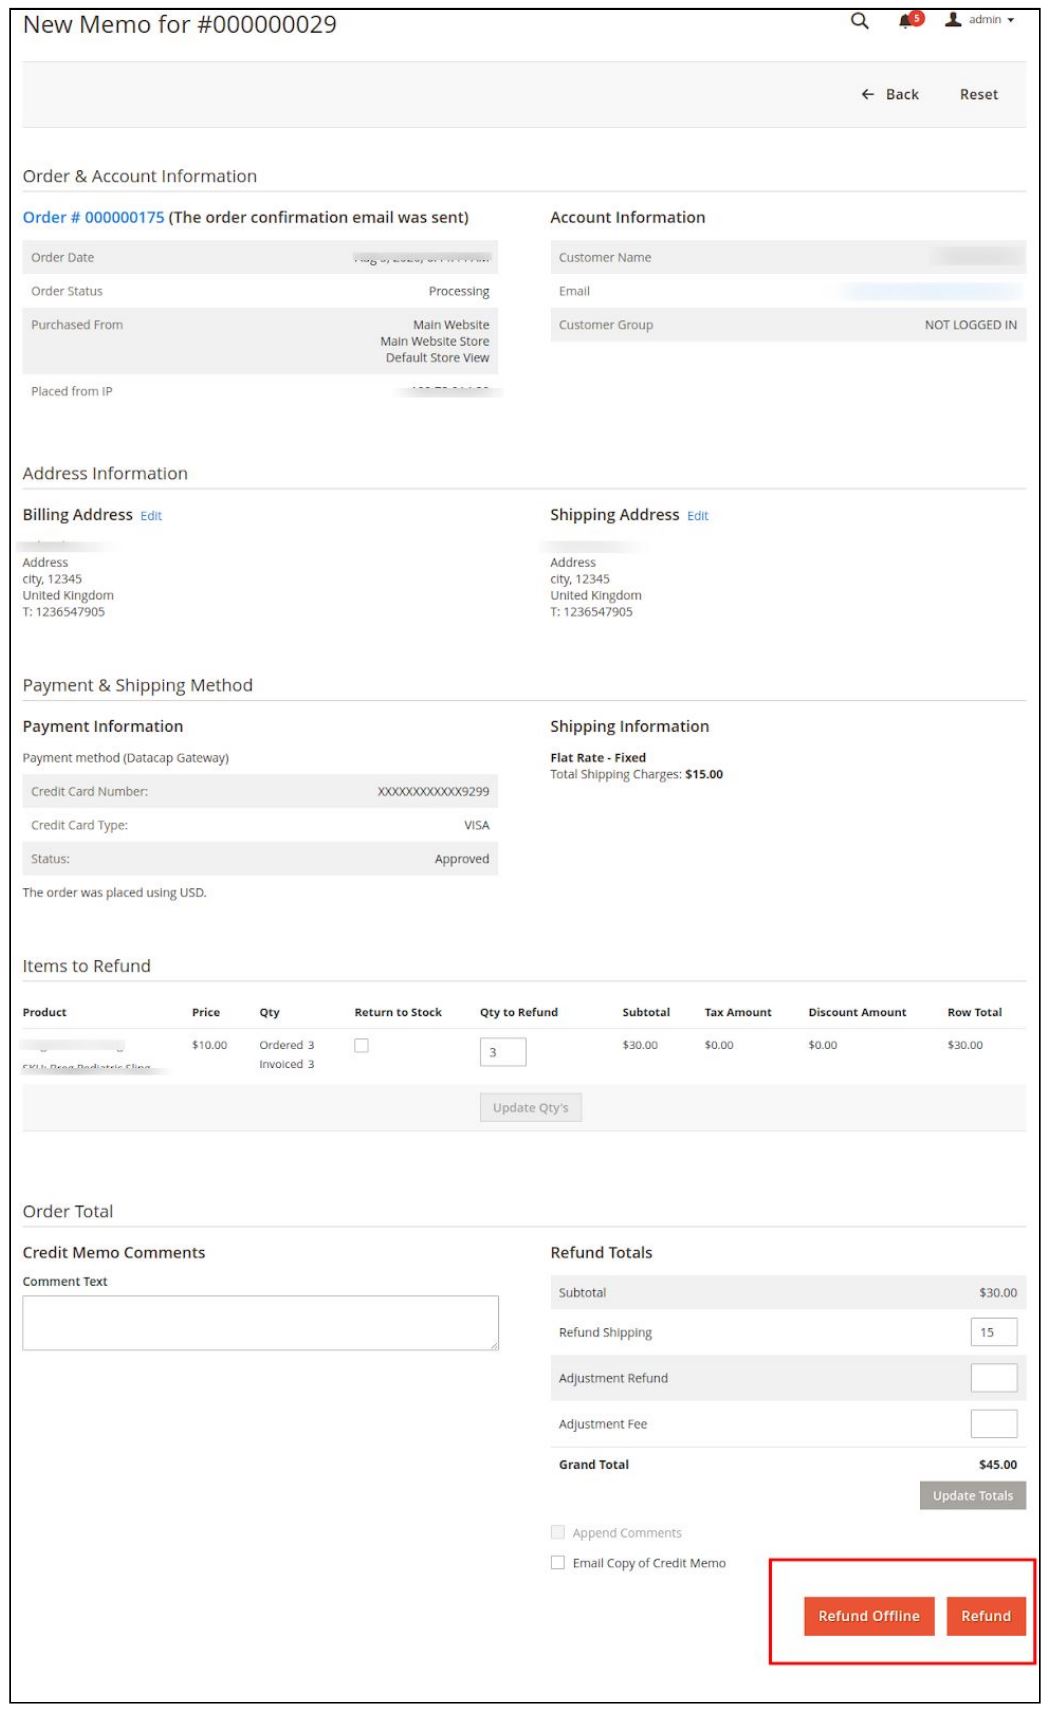 New Memo for #000000029
5
admin
Back
Reset
Order & Account Information
Order # 000000175 (The order confirmation email was sent)
Order Date
Order Status Processing
Purchased From Main Website
Main Website Store
Default Store View
Placed from IP
Account Information
Customer Name
Email
Customer Group NOT LOGGED IN
Address Information
Billing Address Edit
Address
city, 12345
United Kingdom
T: 1236547905
Shipping Address Edit
Address
city, 12345
United Kingdom
T: 1236547905
Payment & Shipping Method
Payment Information
Payment method (Datacap Gateway)
Credit Card Number: XXXXXXXXXXXX9299
Credit Card Type: VISA
Status: Approved
The order was placed using USD.
Shipping Information
Flat Rate - Fixed
Total Shipping Charges: $15.00
Items to Refund
Product Price Qty Return to Stock Qty to Refund Subtotal Tax Amount Discount Amount Row Total
$10.00 Ordered 3 3 $30.00 $0.00 $0.00 $30.00
Invoiced 3
Update Qty's
Order Total
Credit Memo Comments
Comment Text
Refund Totals
Subtotal $30.00
Refund Shipping 15
Adjustment Refund
Adjustment Fee
Grand Total $45.00
Update Totals
Append Comments
Email Copy of Credit Memo
Refund Offline
Refund